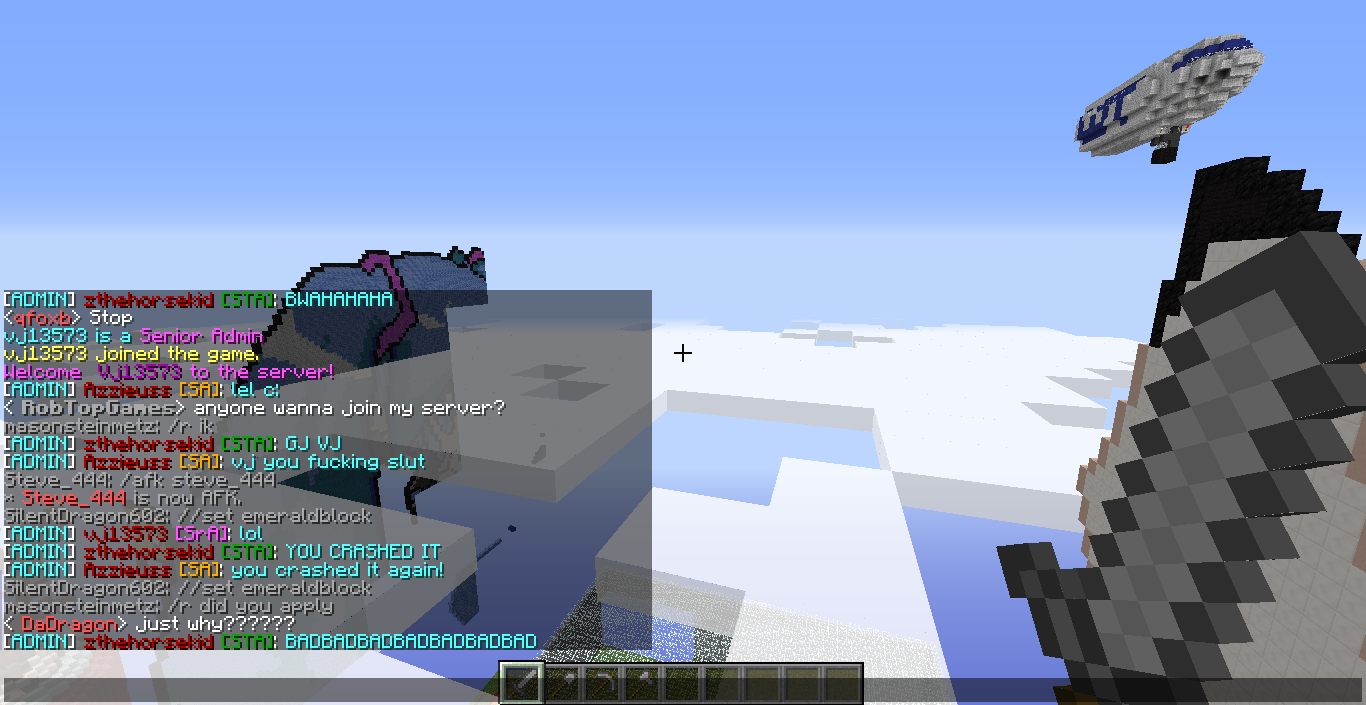 [ADMIN] zthehorsekid [STA]: BWAHAHAHA
<qfoxb> Stop
vj13573 is a Senior Admin
vj13573 joined the game.
Welcome  Vj13573 to the server!
[ADMIN] Azzieuss [SA]: lel c:
< RobTopGames> anyone wanna join my server?
masonsteinmetz: /r ik
[ADMIN] zthehorsekid [STA]: GJ VJ
[ADMIN] Azzieuss [SA]: vj you fucking slut
Steve_444: /afk steve_444
* Steve_444 is now AFK.
SilentDragon602: //set emeraldblock
[ADMIN] vj13573 [SrA]: lol
[ADMIN] zthehorsekid [STA]: YOU CRASHED IT
[ADMIN] Azzieuss [SA]: you crashed it again!
SilentDragon602: //set emeraldblock
masonsteinmetz: /r did you apply
< DaDragon> just why??????
[ADMIN] zthehorsekid [STA]: BADBADBADBADBADBADBAD